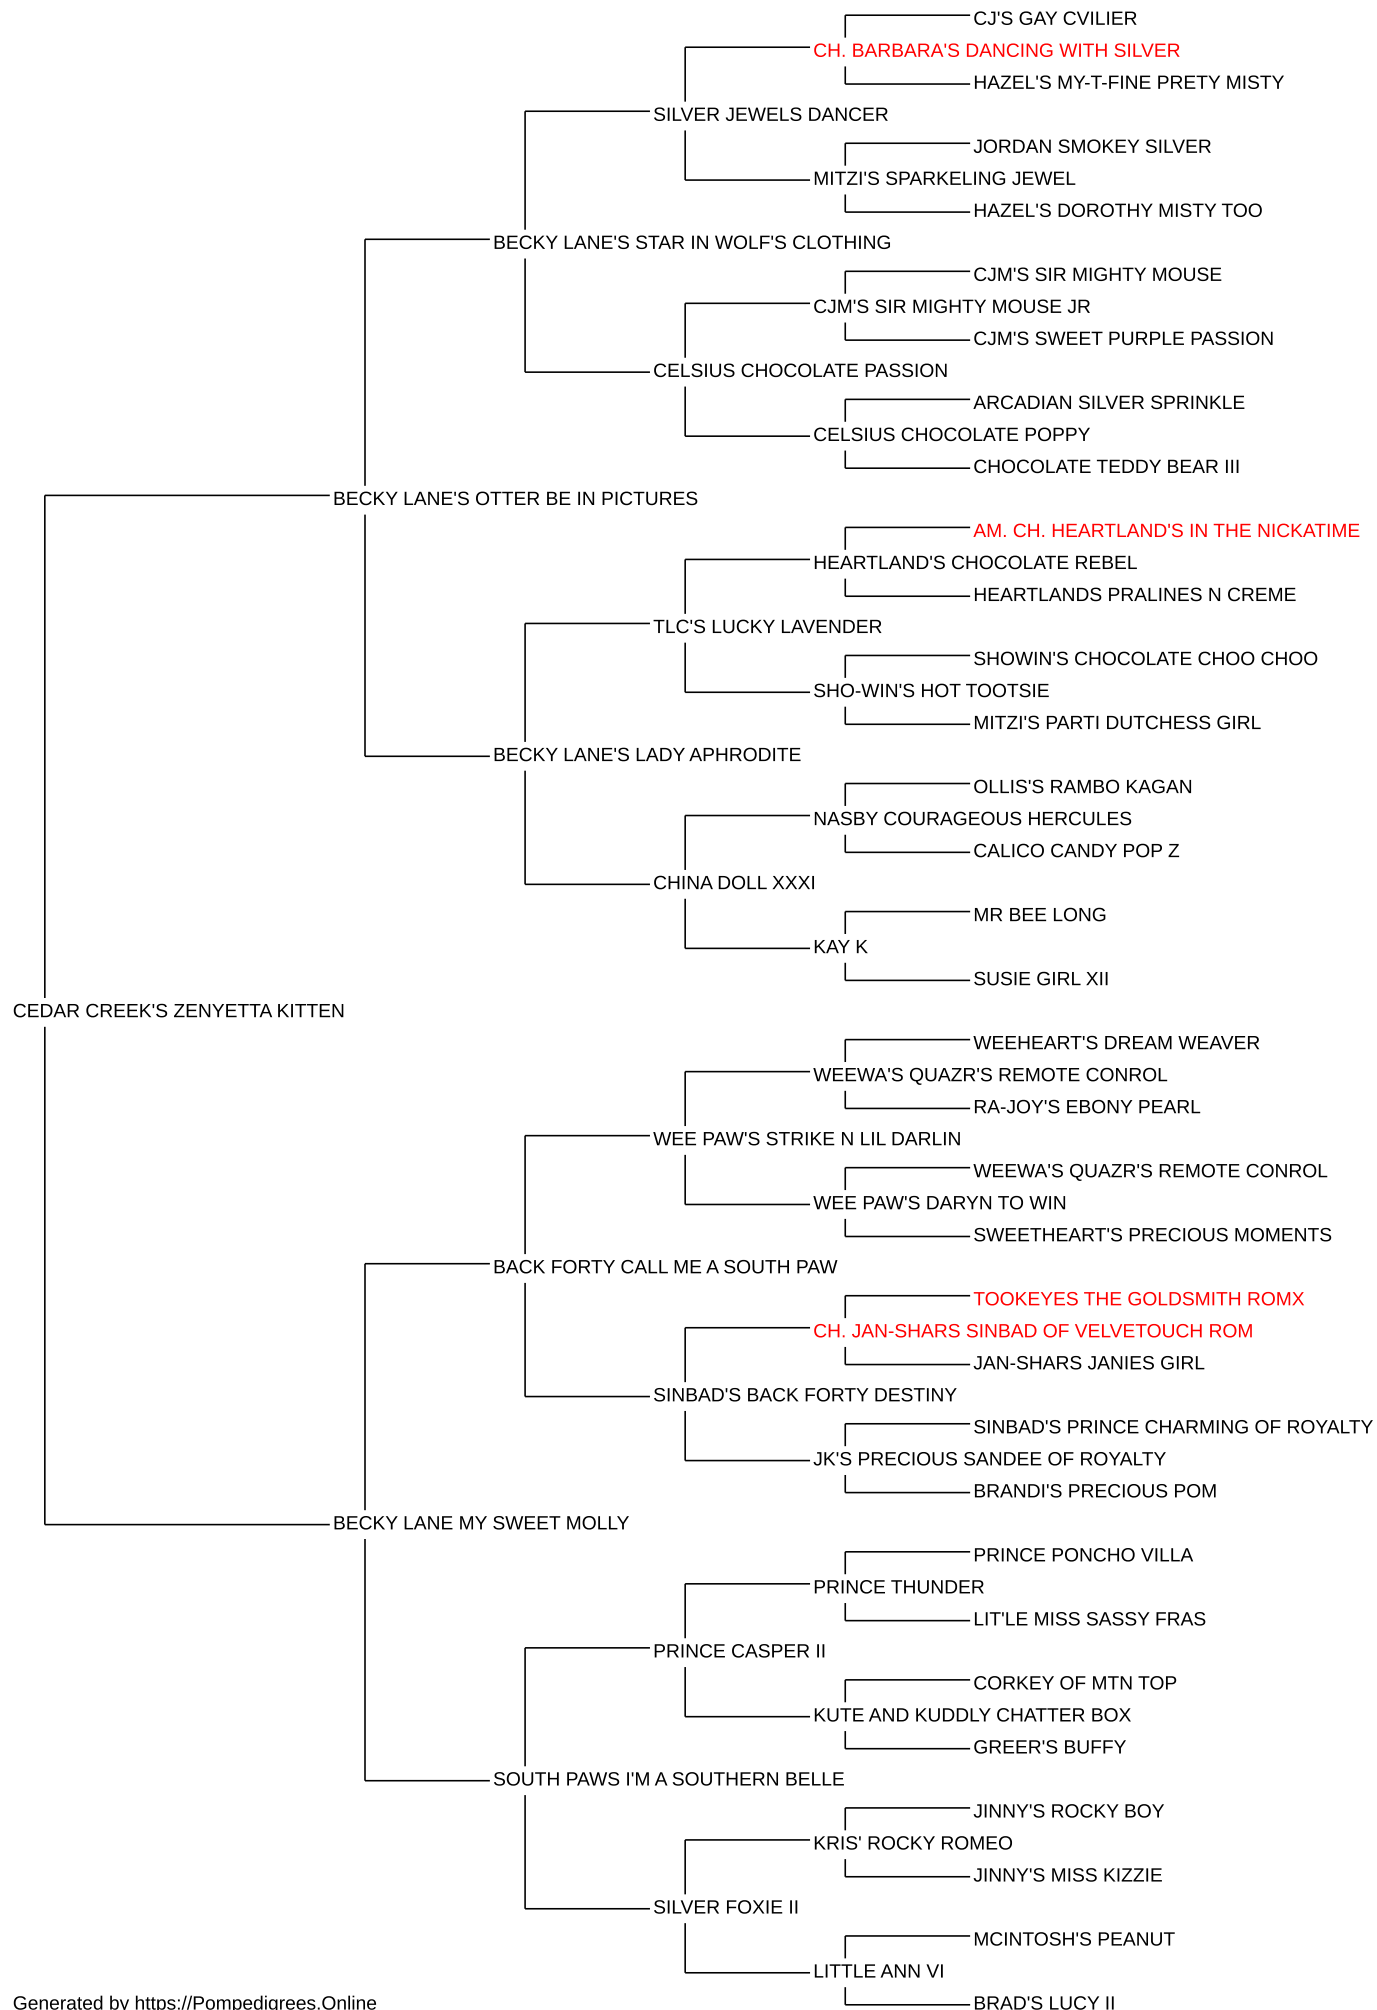 CJ'S GAY CVILIER
CH. BARBARA'S DANCING WITH SILVER
HAZEL'S MY-T-FINE PRETY MISTY
SILVER JEWELS DANCER
JORDAN SMOKEY SILVER
MITZI'S SPARKELING JEWEL
HAZEL'S DOROTHY MISTY TOO
BECKY LANE'S STAR IN WOLF'S CLOTHING
CJM'S SIR MIGHTY MOUSE
CJM'S SIR MIGHTY MOUSE JR
CJM'S SWEET PURPLE PASSION
CELSIUS CHOCOLATE PASSION
ARCADIAN SILVER SPRINKLE
CELSIUS CHOCOLATE POPPY
CHOCOLATE TEDDY BEAR III
BECKY LANE'S OTTER BE IN PICTURES
AM. CH. HEARTLAND'S IN THE NICKATIME
HEARTLAND'S CHOCOLATE REBEL
HEARTLANDS PRALINES N CREME
TLC'S LUCKY LAVENDER
SHOWIN'S CHOCOLATE CHOO CHOO
SHO-WIN'S HOT TOOTSIE
MITZI'S PARTI DUTCHESS GIRL
BECKY LANE'S LADY APHRODITE
OLLIS'S RAMBO KAGAN
NASBY COURAGEOUS HERCULES
CALICO CANDY POP Z
CHINA DOLL XXXI
MR BEE LONG
KAY K
SUSIE GIRL XII
CEDAR CREEK'S ZENYETTA KITTEN
WEEHEART'S DREAM WEAVER
WEEWA'S QUAZR'S REMOTE CONROL
RA-JOY'S EBONY PEARL
WEE PAW'S STRIKE N LIL DARLIN
WEEWA'S QUAZR'S REMOTE CONROL
WEE PAW'S DARYN TO WIN
SWEETHEART'S PRECIOUS MOMENTS
BACK FORTY CALL ME A SOUTH PAW
TOOKEYES THE GOLDSMITH ROMX
CH. JAN-SHARS SINBAD OF VELVETOUCH ROM
JAN-SHARS JANIES GIRL
SINBAD'S BACK FORTY DESTINY
SINBAD'S PRINCE CHARMING OF ROYALTY
JK'S PRECIOUS SANDEE OF ROYALTY
BRANDI'S PRECIOUS POM
BECKY LANE MY SWEET MOLLY
PRINCE PONCHO VILLA
PRINCE THUNDER
LIT'LE MISS SASSY FRAS
PRINCE CASPER II
CORKEY OF MTN TOP
KUTE AND KUDDLY CHATTER BOX
GREER'S BUFFY
SOUTH PAWS I'M A SOUTHERN BELLE
JINNY'S ROCKY BOY
KRIS' ROCKY ROMEO
JINNY'S MISS KIZZIE
SILVER FOXIE II
MCINTOSH'S PEANUT
LITTLE ANN VI
BRAD'S LUCY II
Generated by https://Pompedigrees.Online